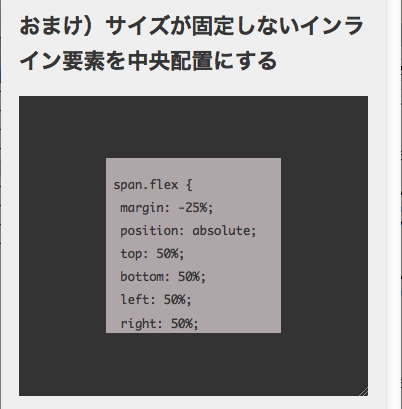 おまけ）サイズが固定しないインラ
イン要素を中央配置にする
span.flex {
margin: -25%;
position: absolute;
top: 50%;
bottom: 50%;
left: 50%;
right: 50%;
}